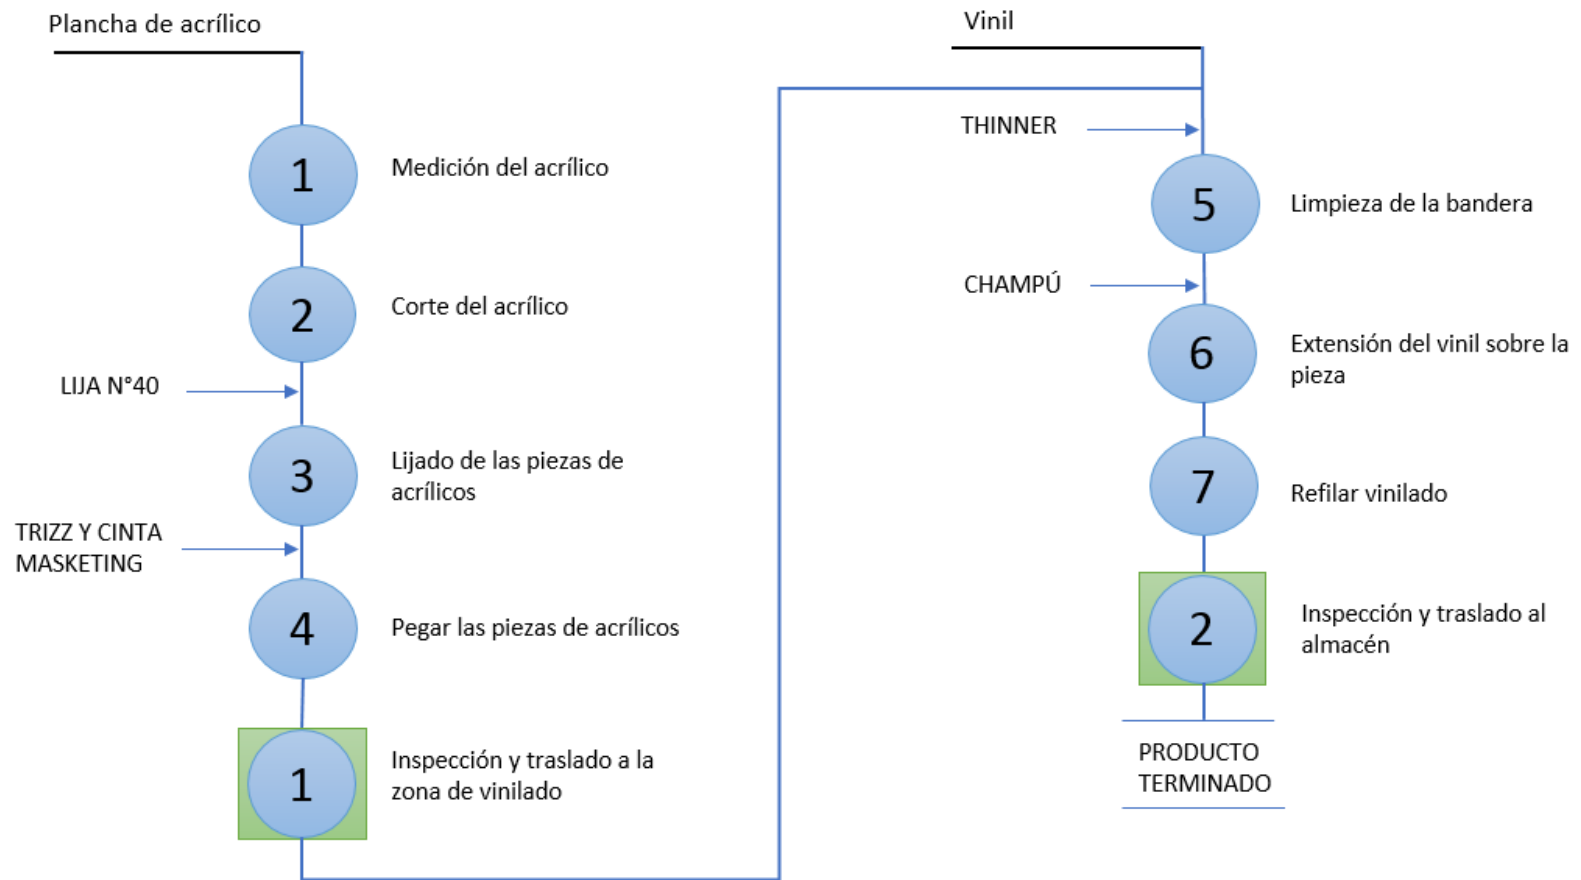 Plancha de acrílico
1
Medición del acrílico
2
Corte del acrílico
LIJA N°40
3
Lijado de las piezas de
acrílicos
TRIZZ Y CINTA
MASKETING
4
Pegar las piezas de acrílicos
1
Inspección y traslado a la
zona de vinilado
Vinil
THINNER
5
Limpieza de la bandera
CHAMPÚ
6
Extensión del vinil sobre la
pieza
7
Refilar vinilado
2
Inspección y traslado al
almacén
PRODUCTO
TERMINADO